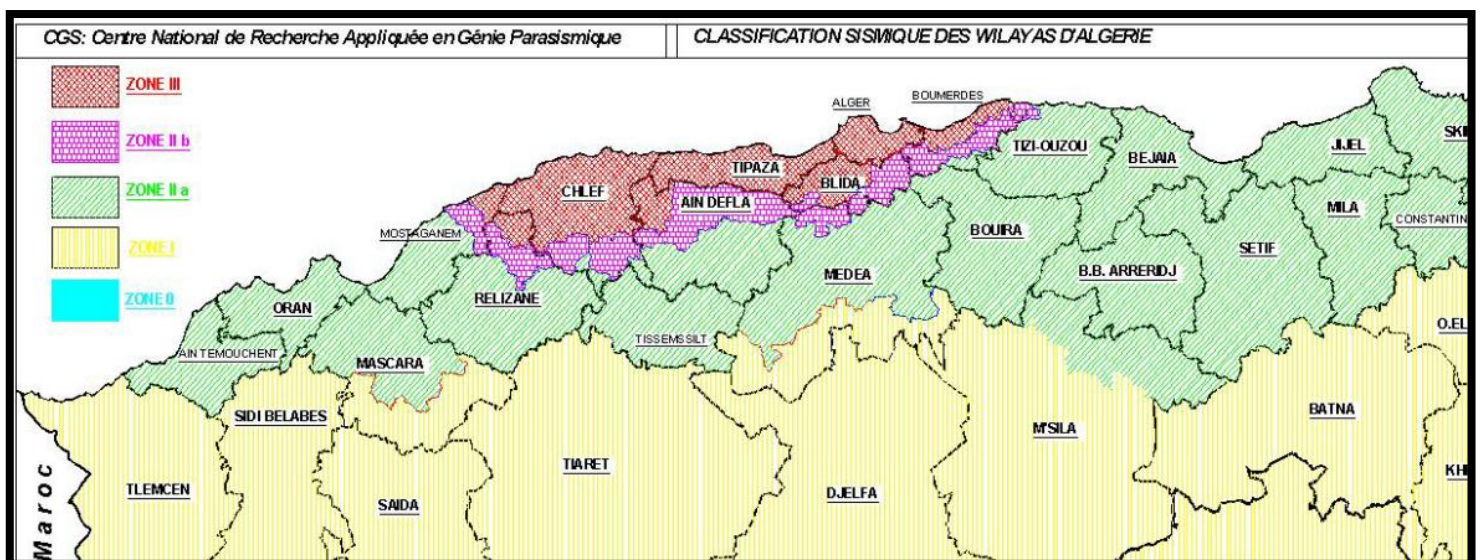 CGS: Centre National de Recherche Appliquée en Génie Parasismique
CLASSIFICATION SISMIQUE DES WILAYAS D'ALGERIE
ZONE III
ZONE II b
ZONE II a
ZONE I
ZONE 0
ALGER
BOUMERDES
TIZI-OUZOU
BEJAIA
JIJEL
SKI
CHLEF
TIPAZA
BLIDA
AIN DEFLA
MOSTAGANEM
BOUIRA
MILA
CONSTANTIN
SETIF
B.B. ARRERIDJ
MEDEA
RELIZANE
ORAN
TISSEMSSILT
O.EL
AIN TEMOUCHENT
MASCARA
SIDI BELABES
BATNA
M'SILA
TIARET
KH
TLEMCEN
DJELFA
SAIDA
Maroc